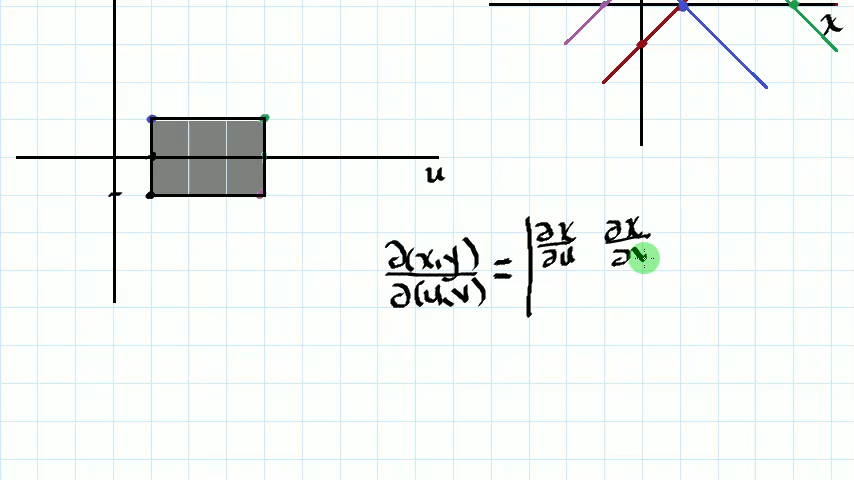 x
u
∂(x,y)/∂(u,v) = | ∂x/∂u ∂x/∂v